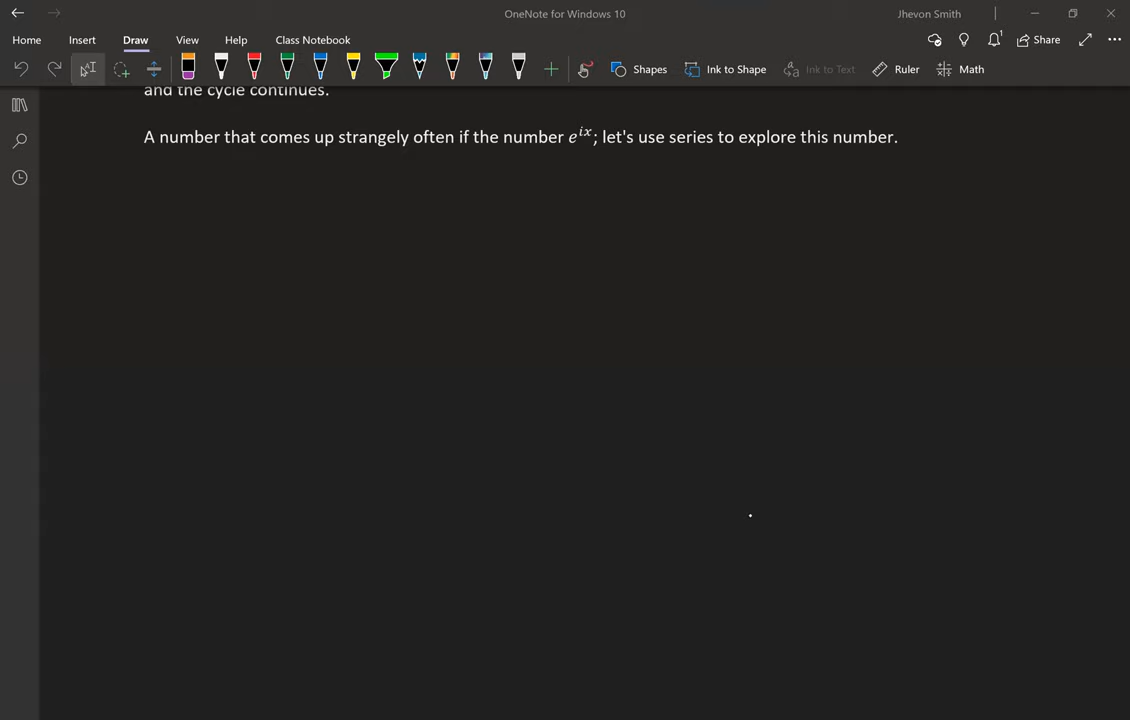 OneNote for Windows 10
Jhevon Smith
Home Insert Draw View Help Class Notebook
1 Share
Shapes Ink to Shape Ink to Text Ruler Math
and the cycle continues.
A number that comes up strangely often if the number e^{ix}; let's use series to explore this number.